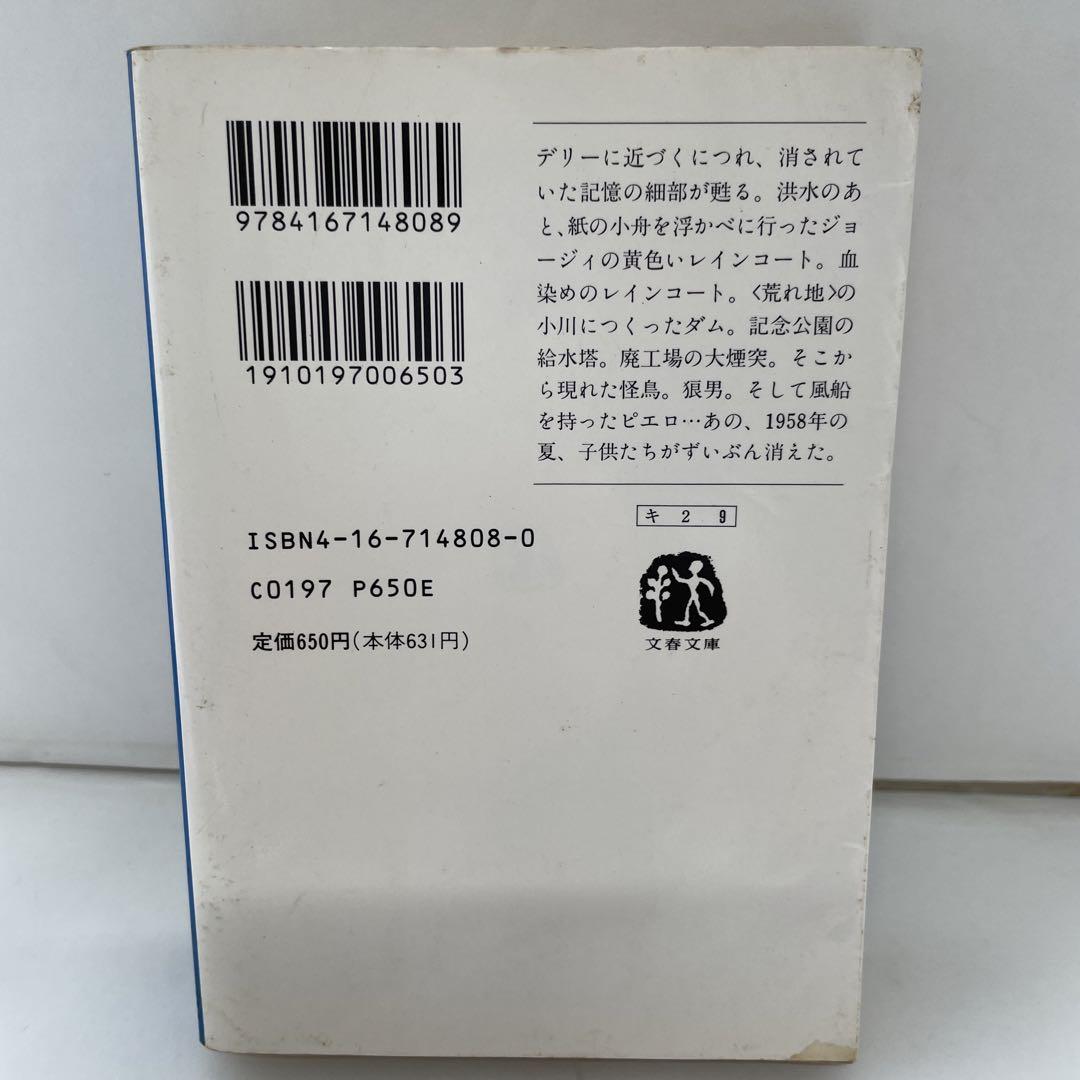 9784167148089
1910197006503
デリーに近づくにつれ、消されて
いた記憶の細部が甦る。洪水のあ
と、紙の小舟を浮かべに行ったジョ
ージィの黄色いレインコート。血
染めのレインコート。〈荒れ地〉の
小川につくったダム。記念公園の
給水塔。廃工場の大煙突。そこか
ら現れた怪鳥。狼男。そして風船
を持ったピエロ…あの、1958年の
夏、子供たちがずいぶん消えた。
キ 2 9
文春文庫
ISBN4-16-714808-0
C0197 P650E
定価650円(本体631円)